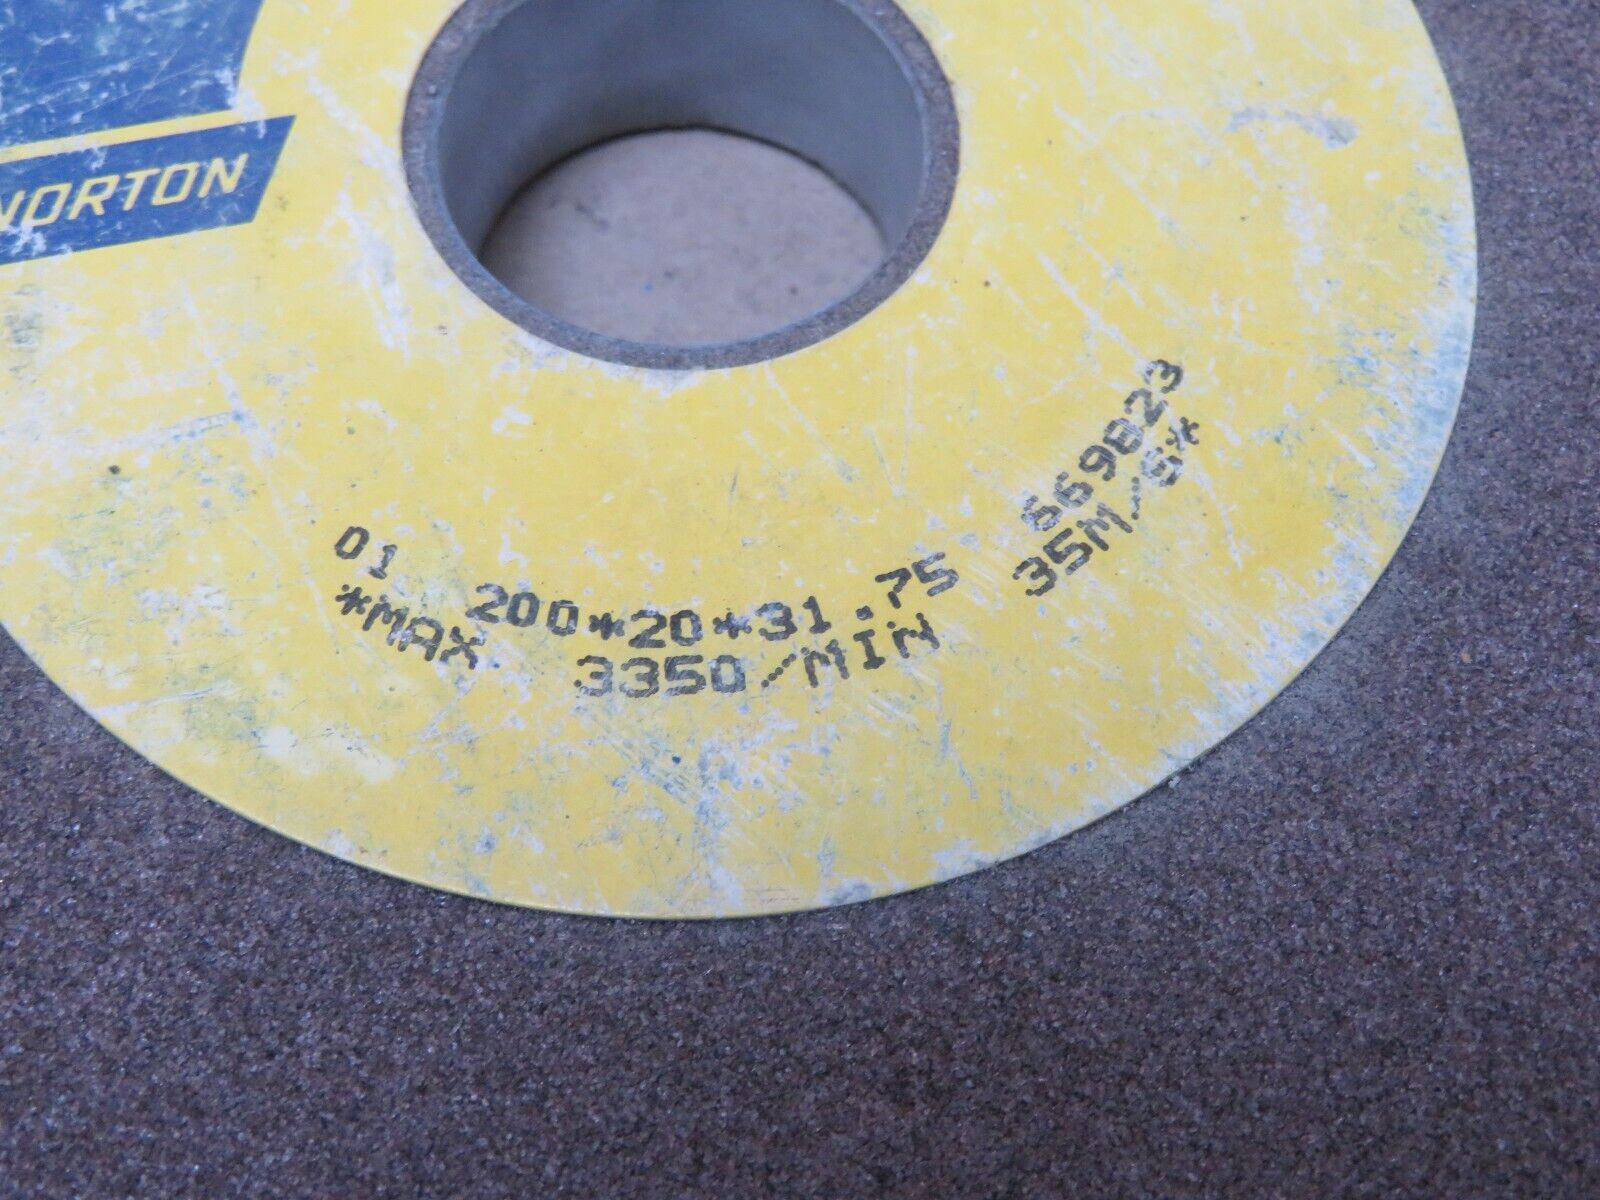 NORTON
01 200*20*31.75 669823
*MAX 3350/MIN 35M/S*